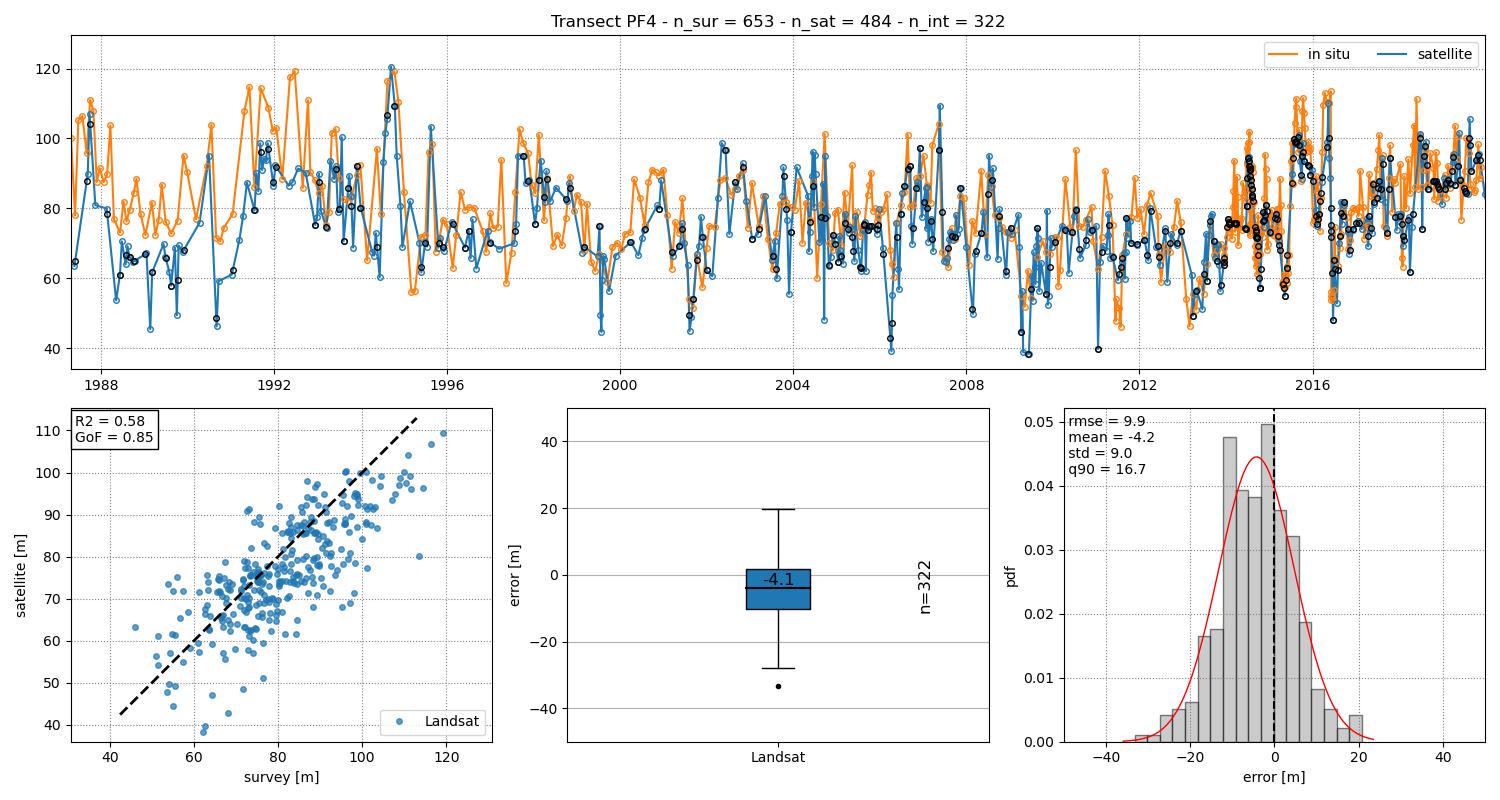 Transect PF4 - n_sur = 653 - n_sat = 484 - n_int = 322
in situ
satellite
120
100
80
60
40
1988
1992
1996
2000
2004
2008
2012
2016
R2 = 0.58
GoF = 0.85
satellite [m]
110
100
90
80
70
60
50
40
Landsat
40
60
80
100
120
survey [m]
error [m]
40
20
0
−20
−40
-4.1
n=322
Landsat
rmse = 9.9
mean = -4.2
std = 9.0
q90 = 16.7
pdf
0.05
0.04
0.03
0.02
0.01
0.00
−40
−20
0
20
40
error [m]